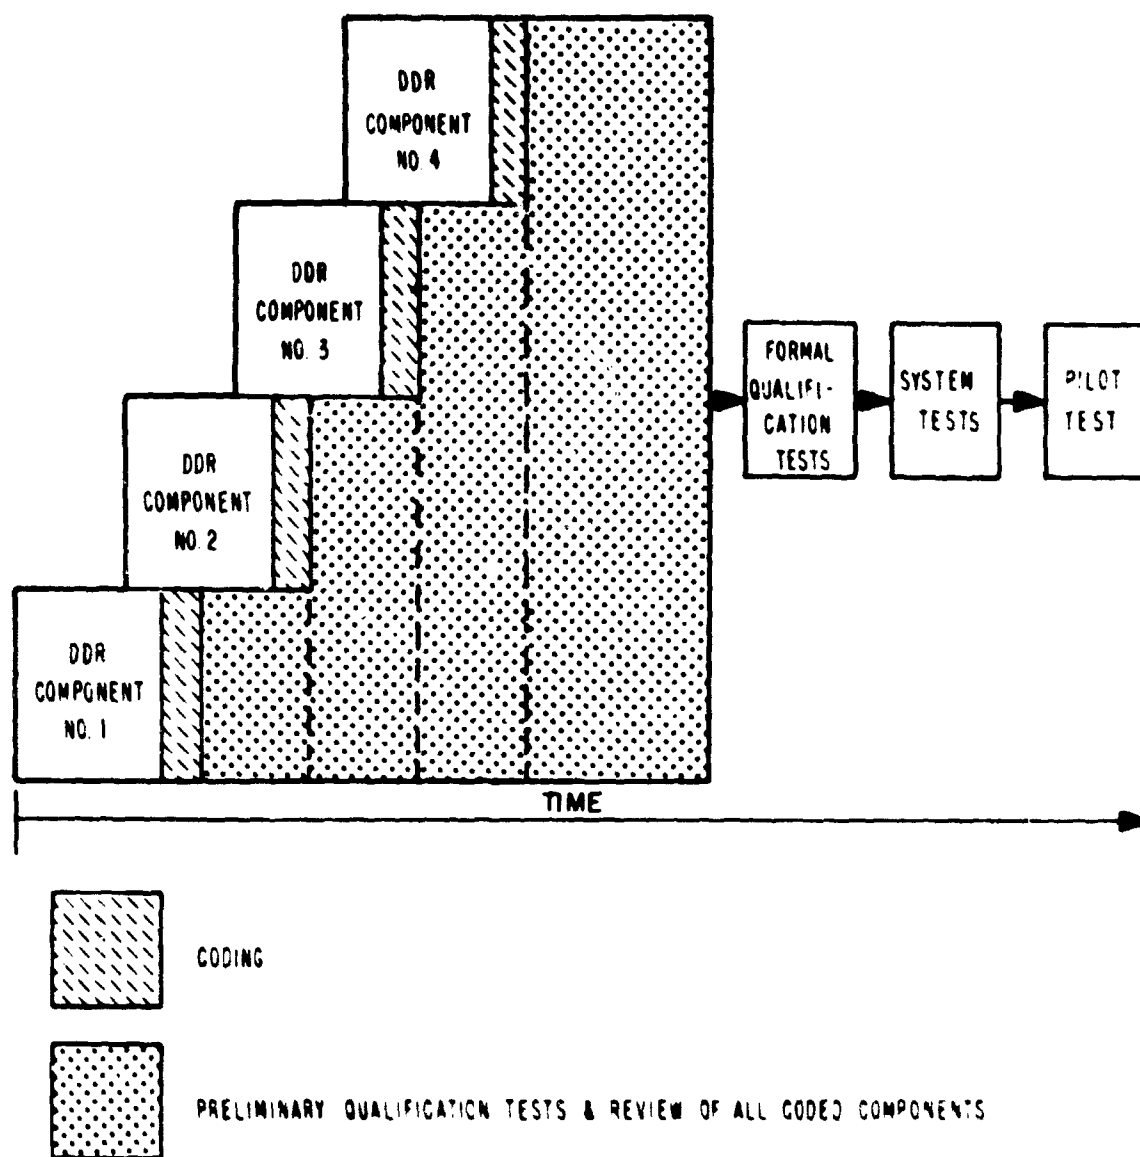 DDR
COMPONENT
NO. 4
DDR
COMPONENT
NO. 3
DDR
COMPONENT
NO. 2
DDR
COMPONENT
NO. 1
FORMAL
QUALIFI-
CATION
TESTS
SYSTEM
TESTS
PILOT
TEST
TIME
CODING
PRELIMINARY QUALIFICATION TESTS & REVIEW OF ALL CODED COMPONENTS